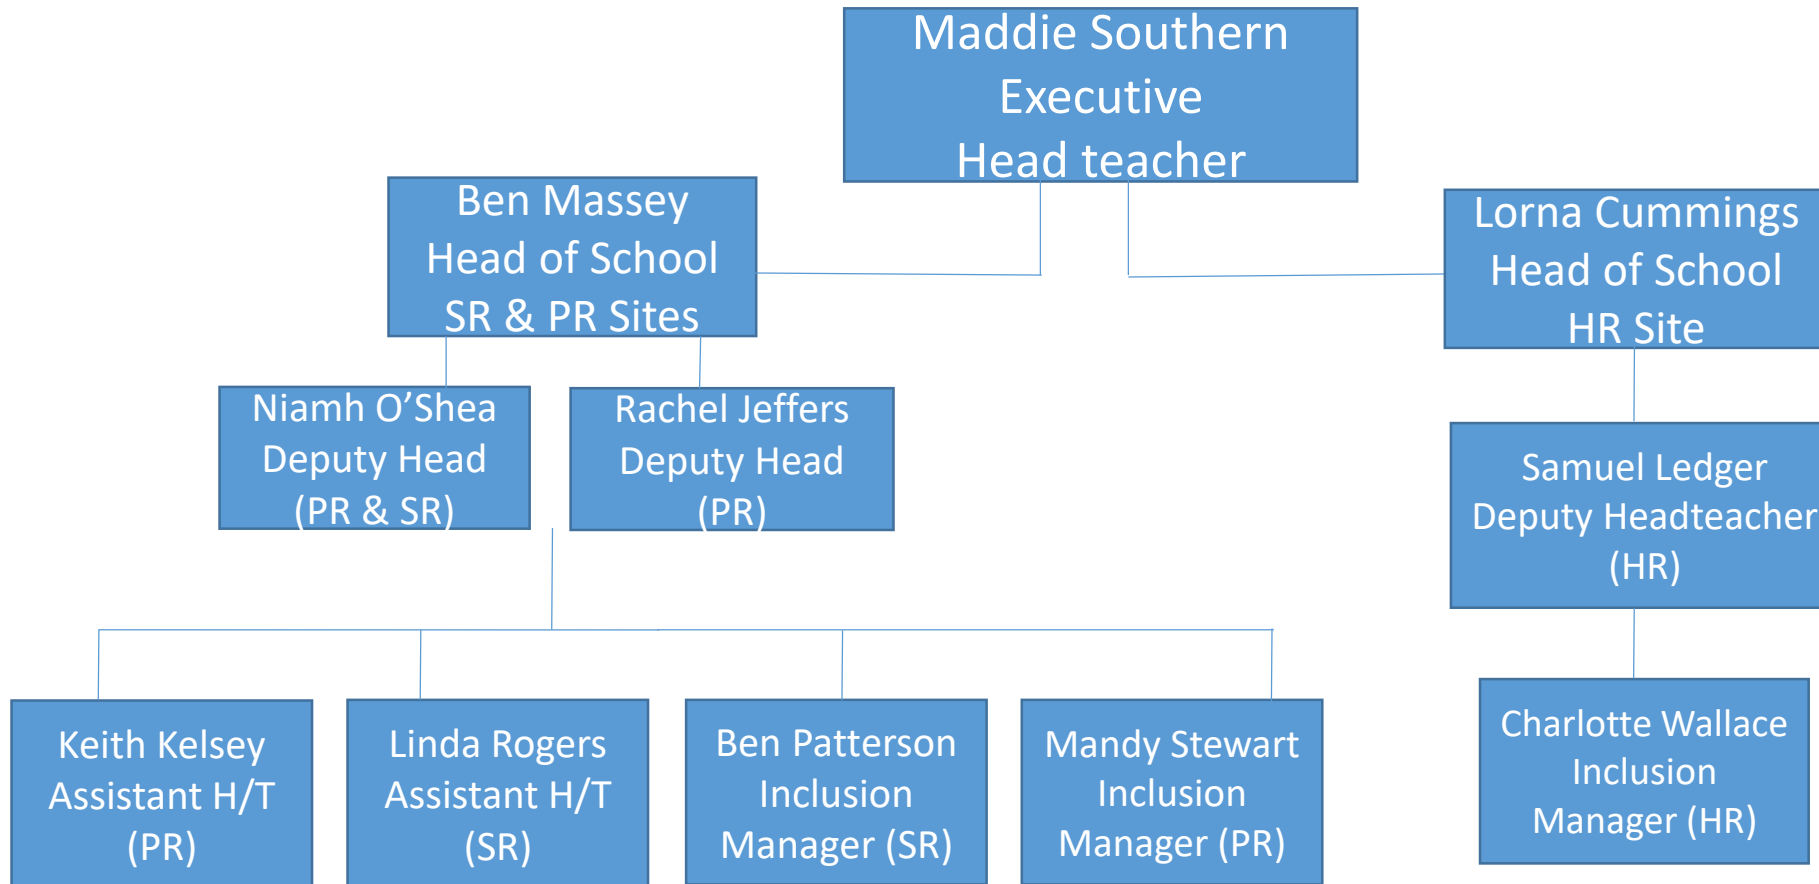 Maddie Southern
Executive
Head teacher
Ben Massey
Head of School
SR & PR Sites
Lorna Cummings
Head of School
HR Site
Niamh O’Shea
Deputy Head
(PR & SR)
Rachel Jeffers
Deputy Head
(PR)
Samuel Ledger
Deputy Headteacher
(HR)
Keith Kelsey
Assistant H/T
(PR)
Linda Rogers
Assistant H/T
(SR)
Ben Patterson
Inclusion
Manager (SR)
Mandy Stewart
Inclusion
Manager (PR)
Charlotte Wallace
Inclusion
Manager (HR)